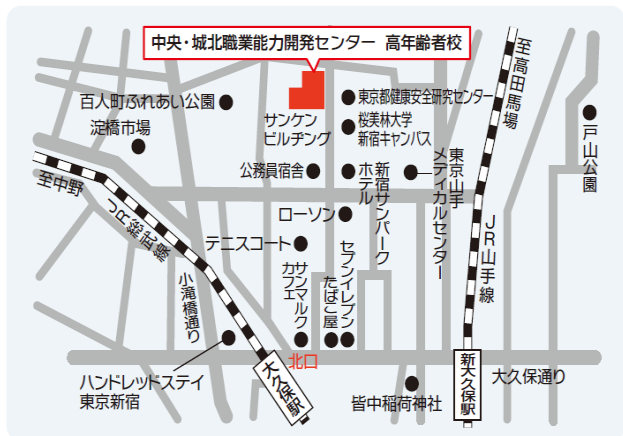 中央・城北職業能力開発センター 高年齢者校
至高田馬場
百人町ふれあい公園
淀橋市場
サンケン
ビルヂング
東京都健康安全研究センター
桜美林大学
新宿キャンパス
戸山公園
公務員宿舎
新宿サンパーク
ホテル
東京山手
メディカルセンター
至中野
JR総武線
ローソン
テニスコート
JR山手線
小滝橋通り
サンマルク
カフェ
たばこ屋
セブンイレブン
北口
大久保駅
新大久保駅
大久保通り
ハンドレッドステイ
東京新宿
皆中稲荷神社